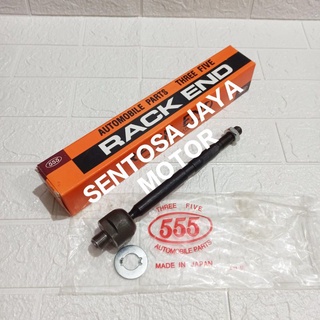 AUTOMOBILE PARTS THREE FIVE
RACK END
555
SENTOSA JAYA
MOTOR
THREE FIVE
555
AUTOMOBILE PARTS
MADE IN JAPAN